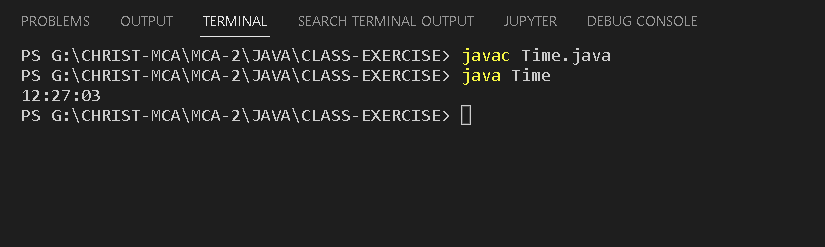 PROBLEMS OUTPUT TERMINAL SEARCH TERMINAL OUTPUT JUPYTER DEBUG CONSOLE
PS G:\CHRIST-MCA\MCA-2\JAVA\CLASS-EXERCISE> javac Time.java
PS G:\CHRIST-MCA\MCA-2\JAVA\CLASS-EXERCISE> java Time
12:27:03
PS G:\CHRIST-MCA\MCA-2\JAVA\CLASS-EXERCISE>